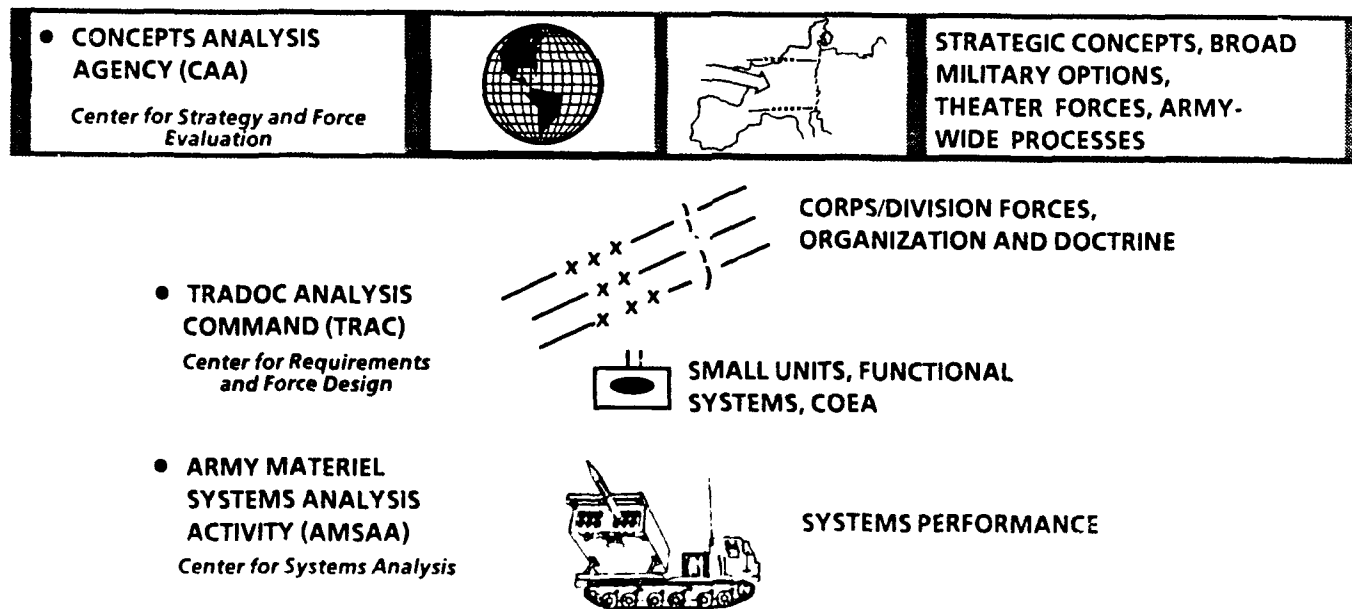 • CONCEPTS ANALYSIS
AGENCY (CAA)
Center for Strategy and Force
Evaluation
STRATEGIC CONCEPTS, BROAD
MILITARY OPTIONS,
THEATER FORCES, ARMY-
WIDE PROCESSES
CORPS/DIVISION FORCES,
ORGANIZATION AND DOCTRINE
x x x
x x
x x x
• TRADOC ANALYSIS
COMMAND (TRAC)
Center for Requirements
and Force Design
SMALL UNITS, FUNCTIONAL
SYSTEMS, COEA
• ARMY MATERIEL
SYSTEMS ANALYSIS
ACTIVITY (AMSAA)
Center for Systems Analysis
SYSTEMS PERFORMANCE